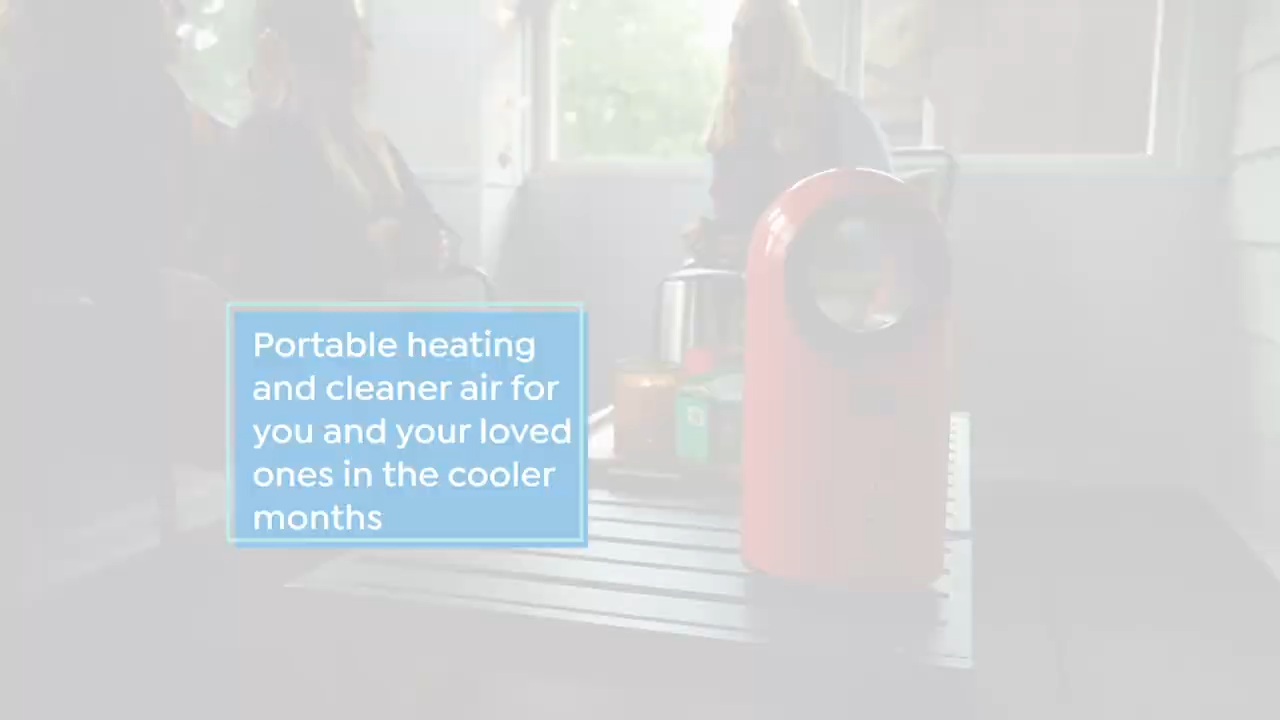 Portable heating
and cleaner air for
you and your loved
ones in the cooler
months